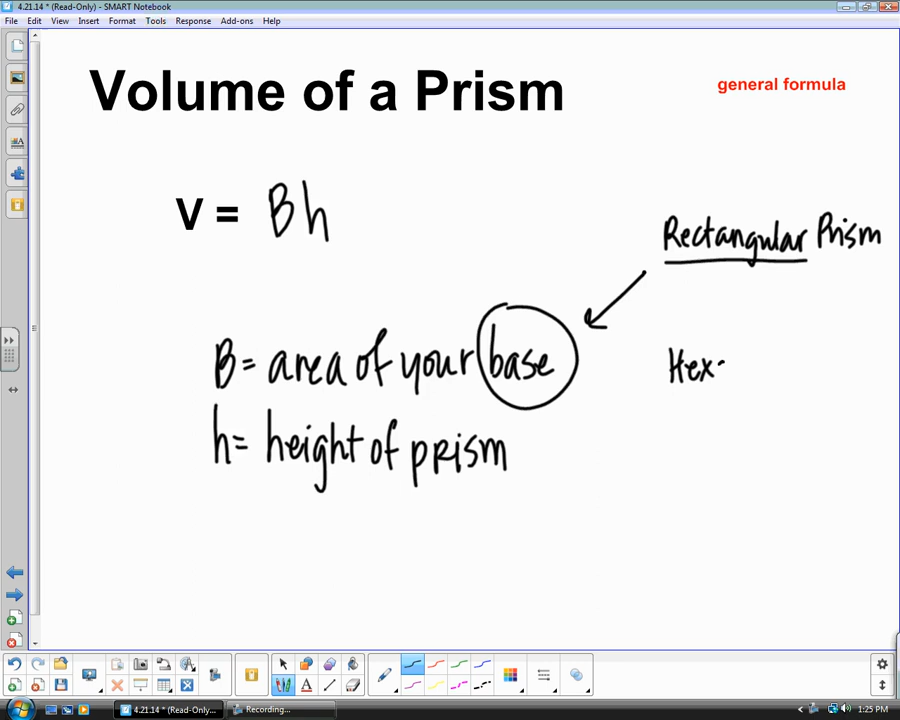 4.21.14 * (Read-Only) - SMART Notebook
File Edit View Insert Format Tools Response Add-ons Help
Volume of a Prism
general formula
V = Bh
Rectangular Prism
B = area of your base
Hex-
h = height of prism
4.21.14 * (Read-Only... Recording... 1:25 PM